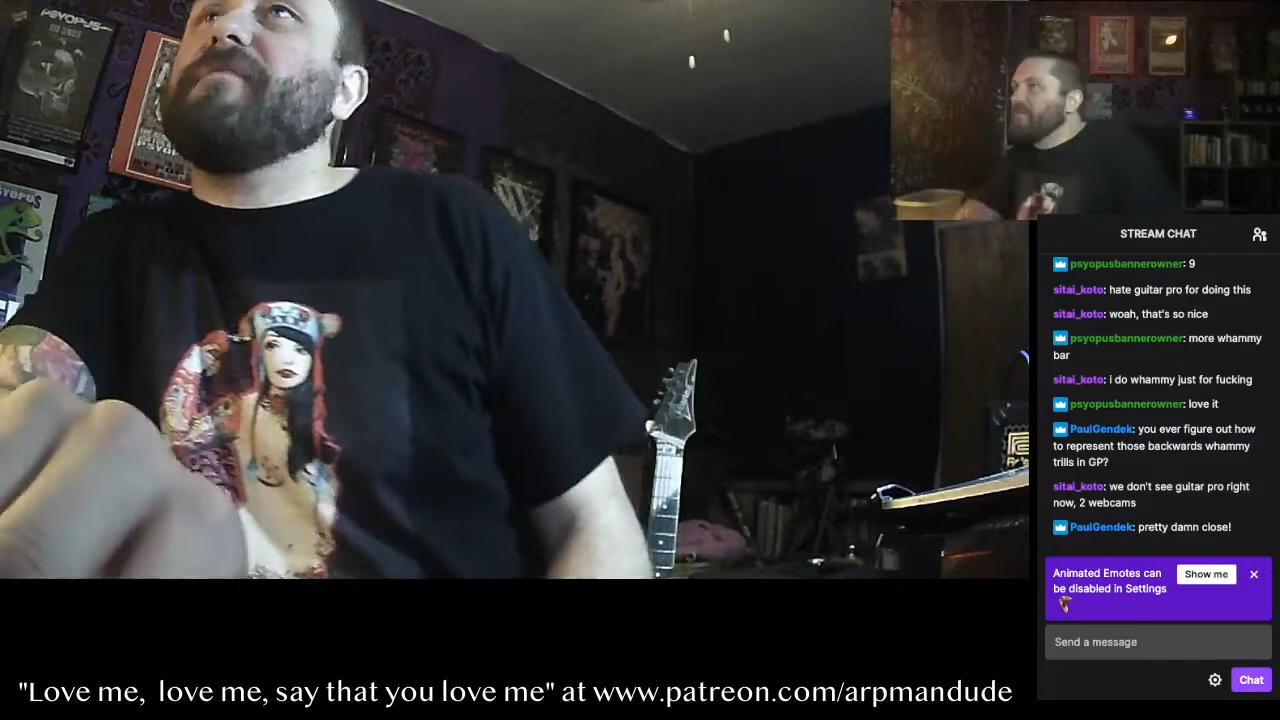 PSYOPUS
STREAM CHAT
psyopusbannerowner: 9
sitai_koto: hate guitar pro for doing this
sitai_koto: woah, that's so nice
psyopusbannerowner: more whammy
bar
sitai_koto: i do whammy just for fucking
psyopusbannerowner: love it
PaulGendek: you ever figure out how
to represent those backwards whammy
trills in GP?
sitai_koto: we don't see guitar pro right
now, 2 webcams
PaulGendek: pretty damn close!
Animated Emotes can
be disabled in Settings
Show me
Send a message
Chat
"Love me, love me, say that you love me" at www.patreon.com/arpmandude